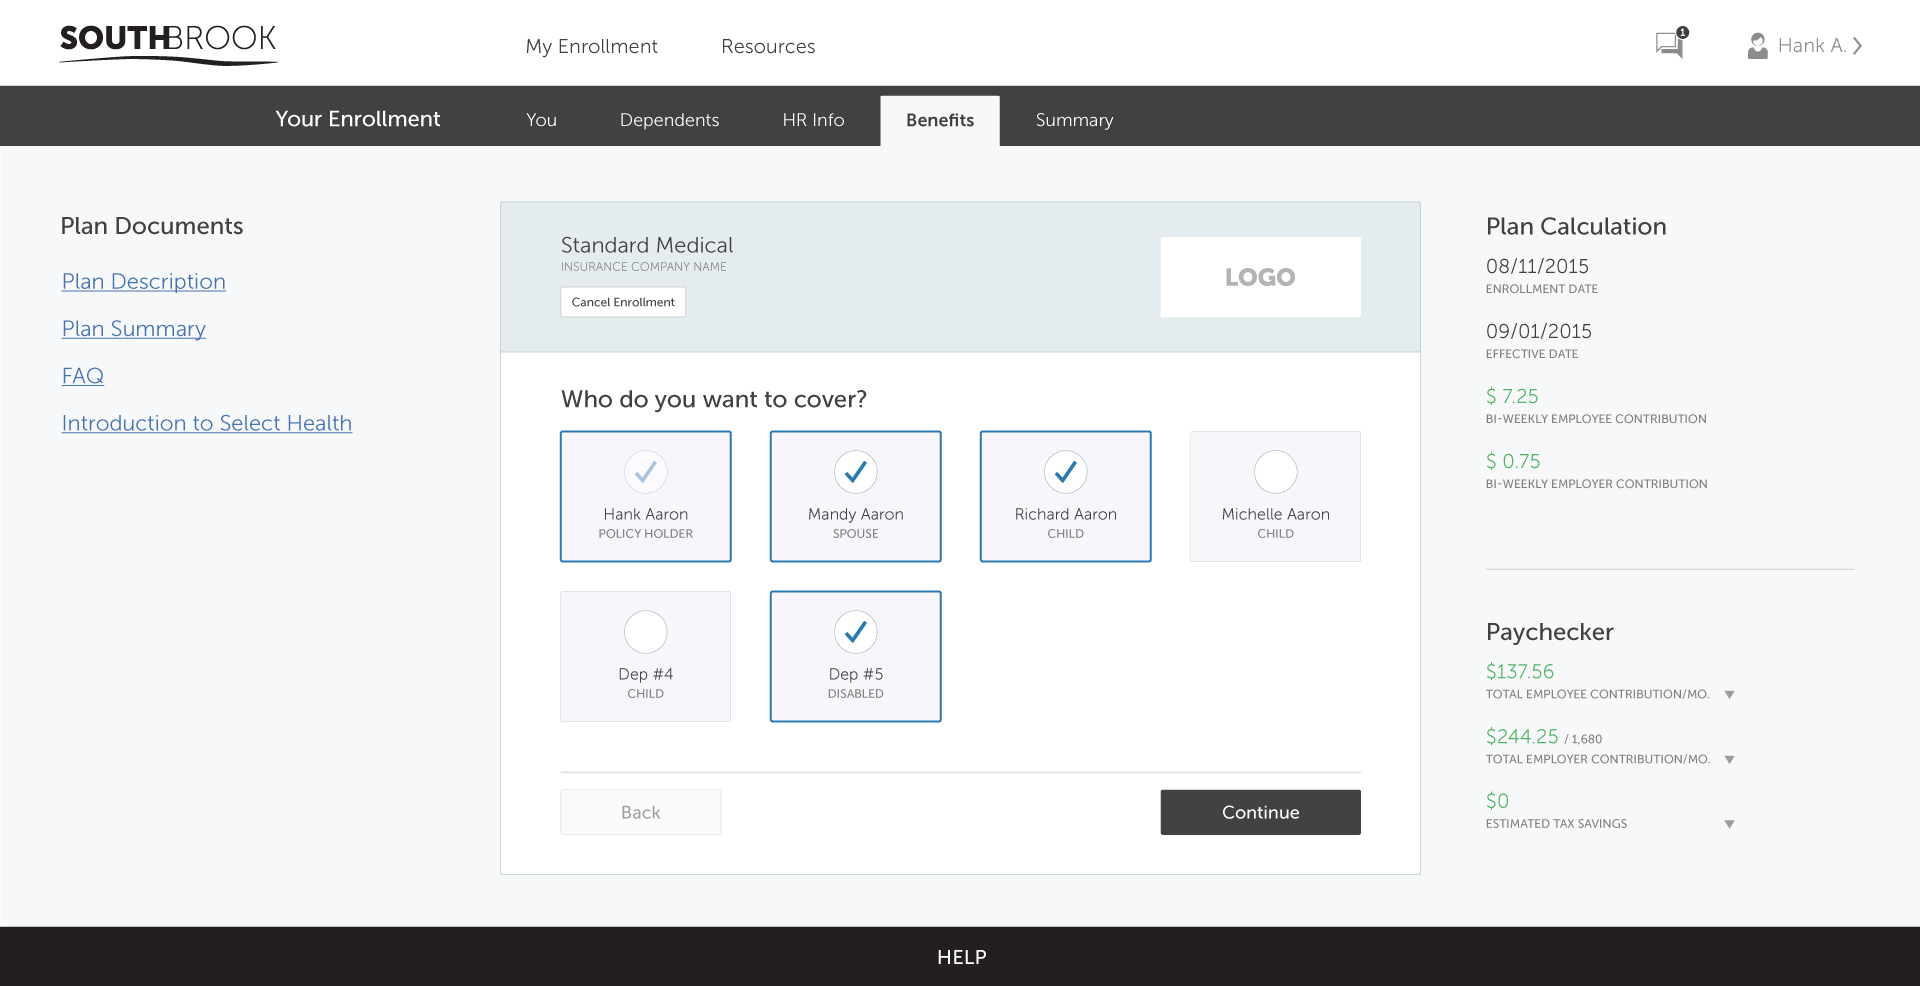 SOUTHBROOK
My Enrollment
Resources
1
Hank A.
Your Enrollment
You
Dependents
HR Info
Benefits
Summary
Plan Documents
Plan Description
Plan Summary
FAQ
Introduction to Select Health
Standard Medical
INSURANCE COMPANY NAME
Cancel Enrollment
LOGO
Who do you want to cover?
Hank Aaron
POLICY HOLDER
Mandy Aaron
SPOUSE
Richard Aaron
CHILD
Michelle Aaron
CHILD
Dep #4
CHILD
Dep #5
DISABLED
Back
Continue
Plan Calculation
08/11/2015
ENROLLMENT DATE
09/01/2015
EFFECTIVE DATE
$ 7.25
BI-WEEKLY EMPLOYEE CONTRIBUTION
$ 0.75
BI-WEEKLY EMPLOYER CONTRIBUTION
Paychecker
$137.56
TOTAL EMPLOYEE CONTRIBUTION/MO.
$244.25 / 1,680
TOTAL EMPLOYER CONTRIBUTION/MO.
$0
ESTIMATED TAX SAVINGS
HELP